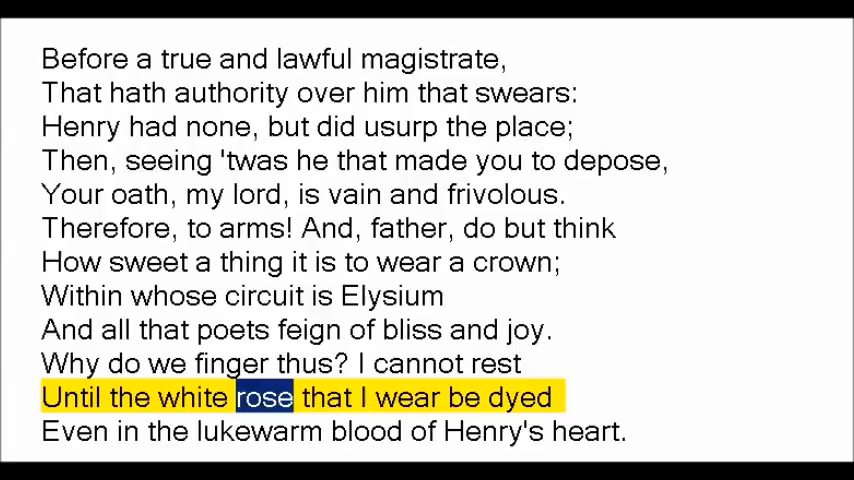 Before a true and lawful magistrate,
That hath authority over him that swears:
Henry had none, but did usurp the place;
Then, seeing 'twas he that made you to depose,
Your oath, my lord, is vain and frivolous.
Therefore, to arms! And, father, do but think
How sweet a thing it is to wear a crown;
Within whose circuit is Elysium
And all that poets feign of bliss and joy.
Why do we finger thus? I cannot rest
Until the white rose that I wear be dyed
Even in the lukewarm blood of Henry's heart.